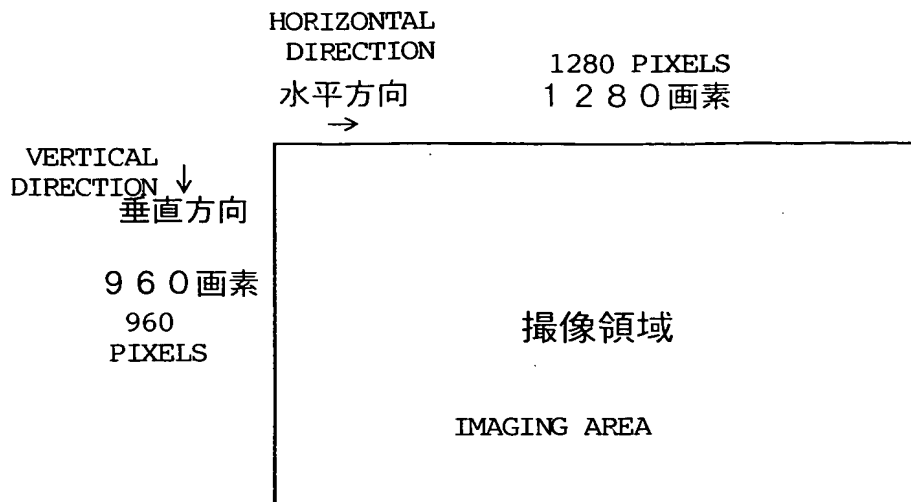 HORIZONTAL
DIRECTION
1280 PIXELS
水平方向
１２８０画素
→
VERTICAL
DIRECTION ↓
垂直方向
９６０画素
960
PIXELS
撮像領域
IMAGING AREA